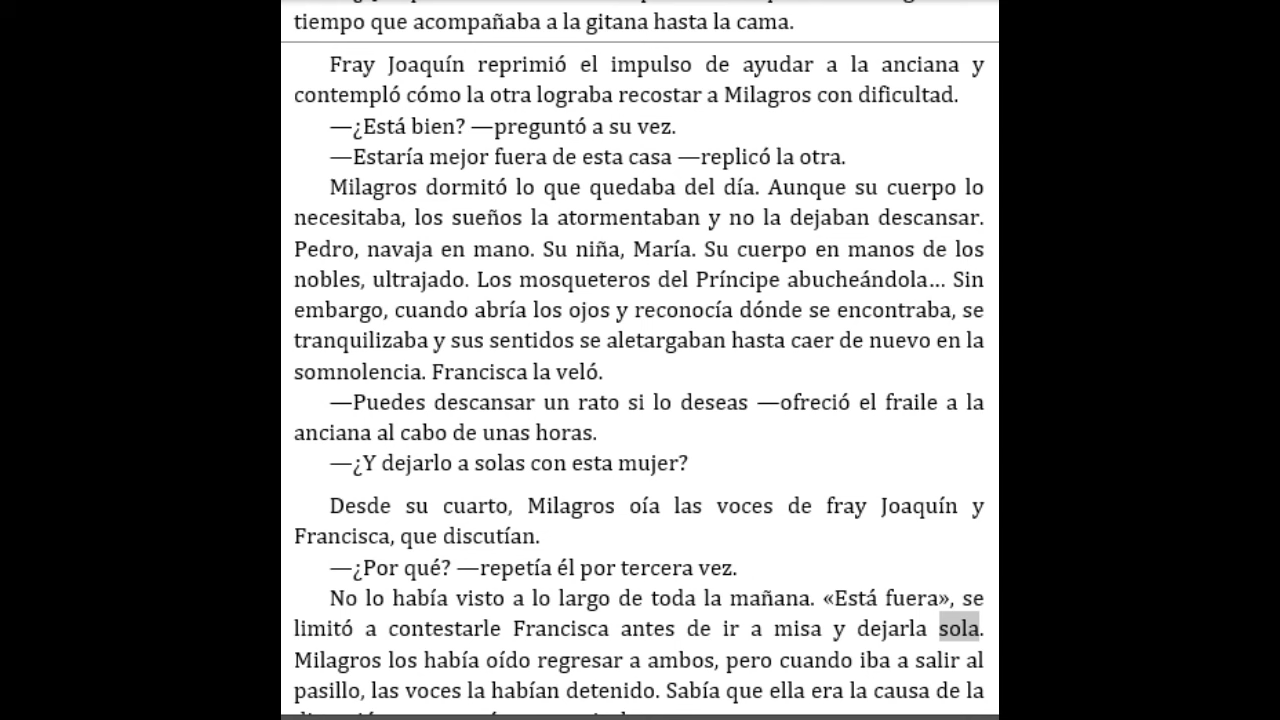 tiempo que acompañaba a la gitana hasta la cama.
Fray Joaquín reprimió el impulso de ayudar a la anciana y
contempló cómo la otra lograba recostar a Milagros con dificultad.
—¿Está bien? —preguntó a su vez.
—Estaría mejor fuera de esta casa —replicó la otra.
Milagros dormitó lo que quedaba del día. Aunque su cuerpo lo
necesitaba, los sueños la atormentaban y no la dejaban descansar.
Pedro, navaja en mano. Su niña, María. Su cuerpo en manos de los
nobles, ultrajado. Los mosqueteros del Príncipe abucheándola... Sin
embargo, cuando abría los ojos y reconocía dónde se encontraba, se
tranquilizaba y sus sentidos se aletargaban hasta caer de nuevo en la
somnolencia. Francisca la veló.
—Puedes descansar un rato si lo deseas —ofreció el fraile a la
anciana al cabo de unas horas.
—¿Y dejarlo a solas con esta mujer?
Desde su cuarto, Milagros oía las voces de fray Joaquín y
Francisca, que discutían.
—¿Por qué? —repetía él por tercera vez.
No lo había visto a lo largo de toda la mañana. «Está fuera», se
limitó a contestarle Francisca antes de ir a misa y dejarla sola.
Milagros los había oído regresar a ambos, pero cuando iba a salir al
pasillo, las voces la habían detenido. Sabía que ella era la causa de la